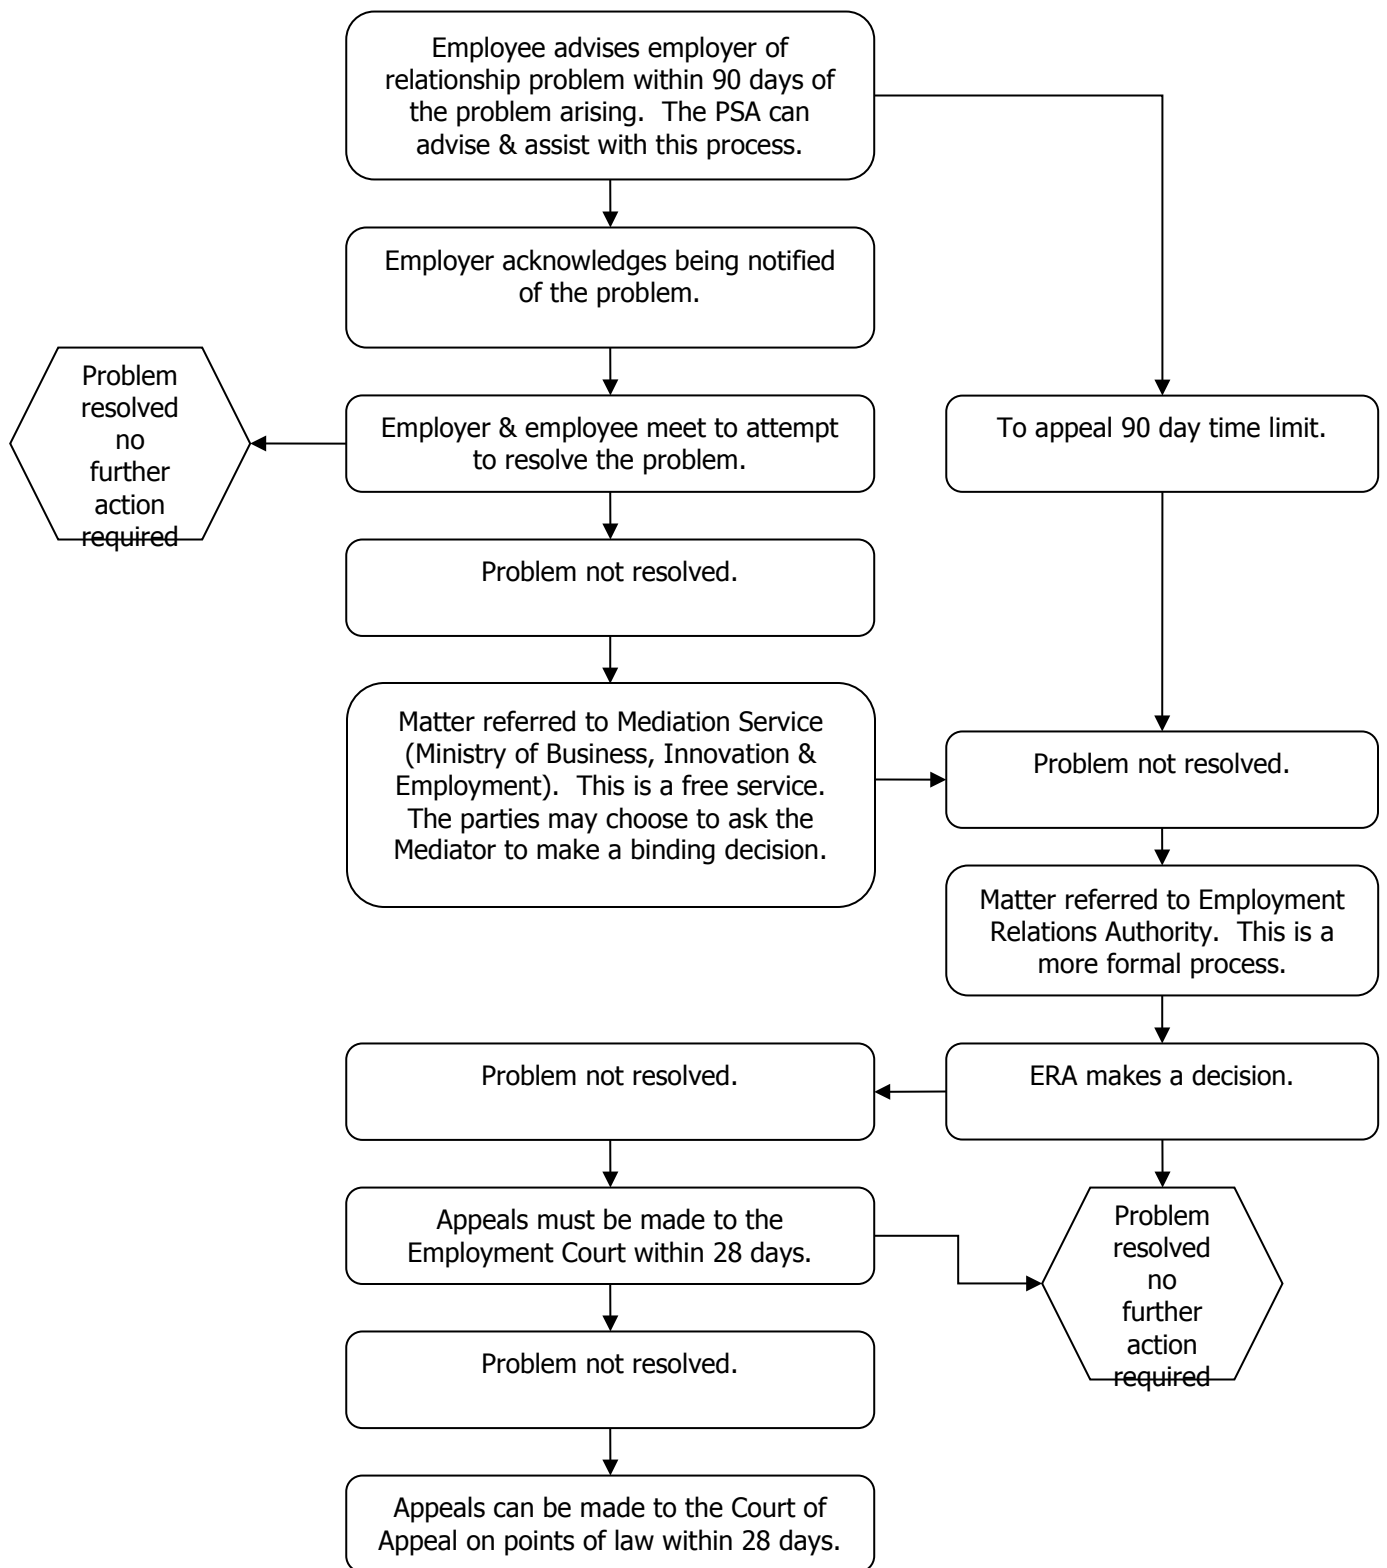 Employee advises employer of
relationship problem within 90 days of
the problem arising.  The PSA can
advise & assist with this process.
Employer acknowledges being notified
of the problem.
Problem
resolved
no
further
action
required
Employer & employee meet to attempt
to resolve the problem.
To appeal 90 day time limit.
Problem not resolved.
Matter referred to Mediation Service
(Ministry of Business, Innovation &
Employment).  This is a free service.
The parties may choose to ask the
Mediator to make a binding decision.
Problem not resolved.
Matter referred to Employment
Relations Authority.  This is a
more formal process.
ERA makes a decision.
Problem not resolved.
Appeals must be made to the
Employment Court within 28 days.
Problem
resolved
no
further
action
required
Problem not resolved.
Appeals can be made to the Court of
Appeal on points of law within 28 days.